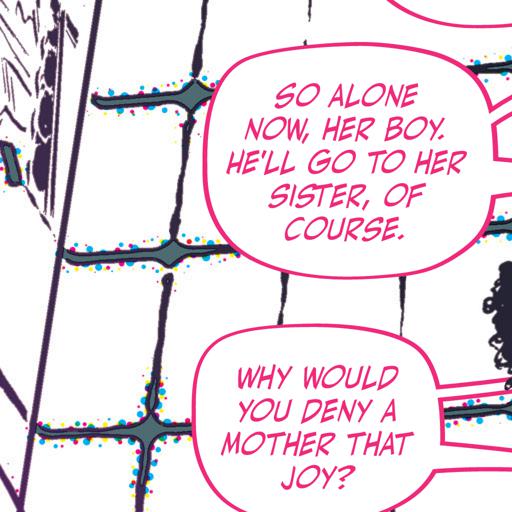 SO ALONE
NOW, HER BOY.
HE'LL GO TO HER
SISTER, OF
COURSE.
WHY WOULD
YOU DENY A
MOTHER THAT
JOY?